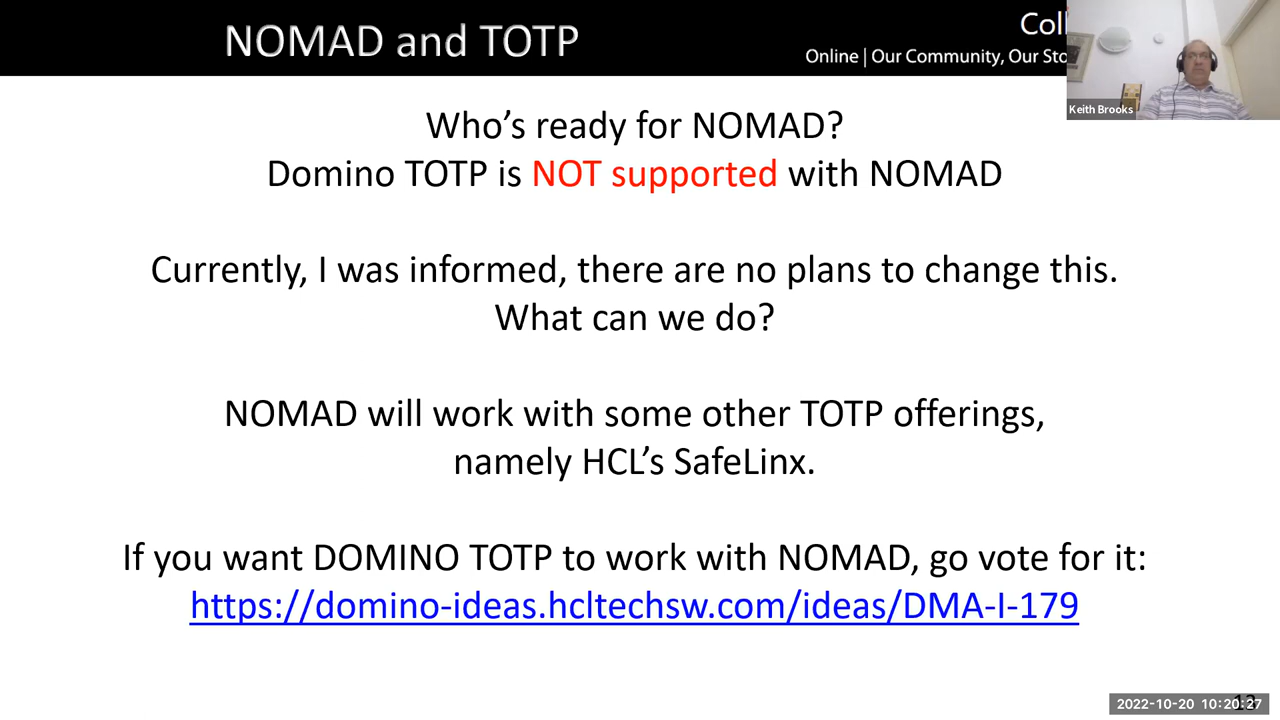 NOMAD and TOTP
Coll
Online | Our Community, Our Sto
Keith Brooks
Who's ready for NOMAD?
Domino TOTP is NOT supported with NOMAD
Currently, I was informed, there are no plans to change this.
What can we do?
NOMAD will work with some other TOTP offerings,
namely HCL's SafeLinx.
If you want DOMINO TOTP to work with NOMAD, go vote for it:
https://domino-ideas.hcltechsw.com/ideas/DMA-I-179
2022-10-20 10:20:27